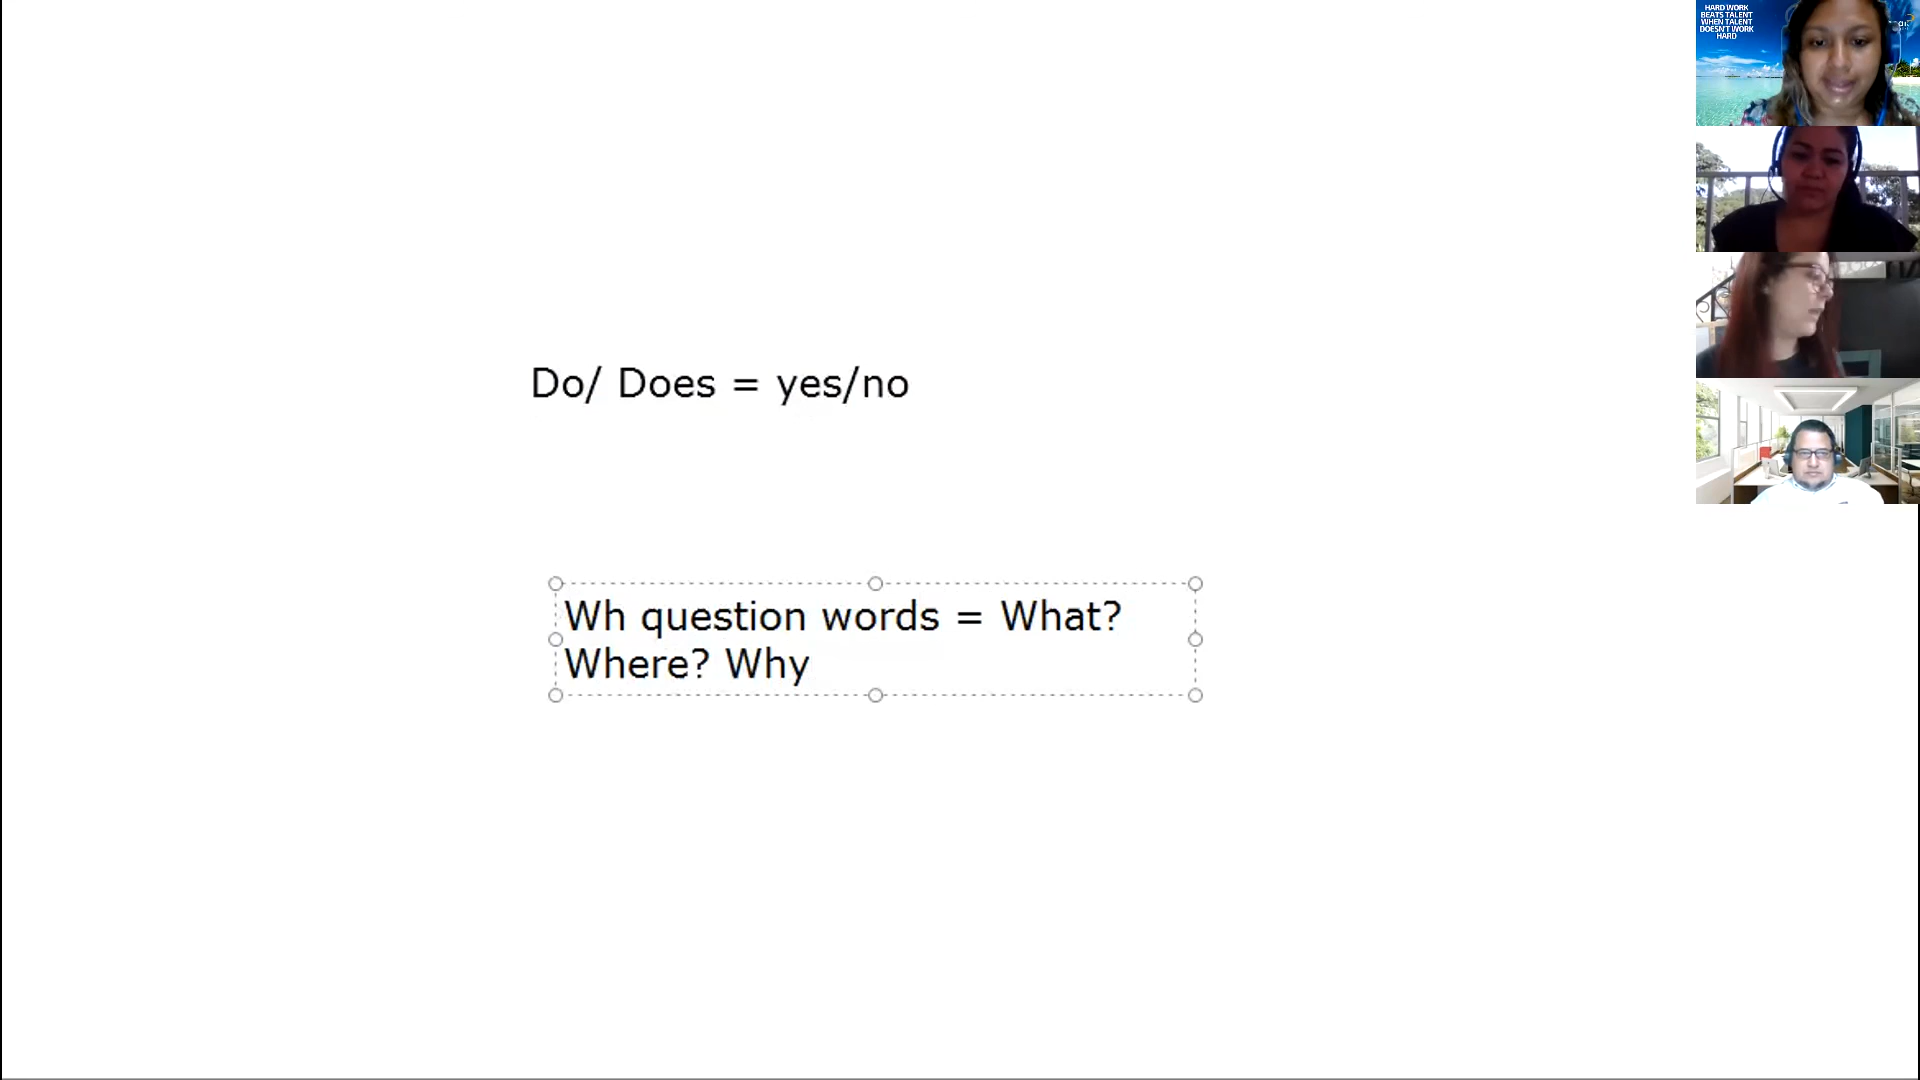 HARD WORK
BEATS TALENT
WHEN TALENT
DOESN'T WORK
HARD
Do/ Does = yes/no
Wh question words = What?
Where? Why